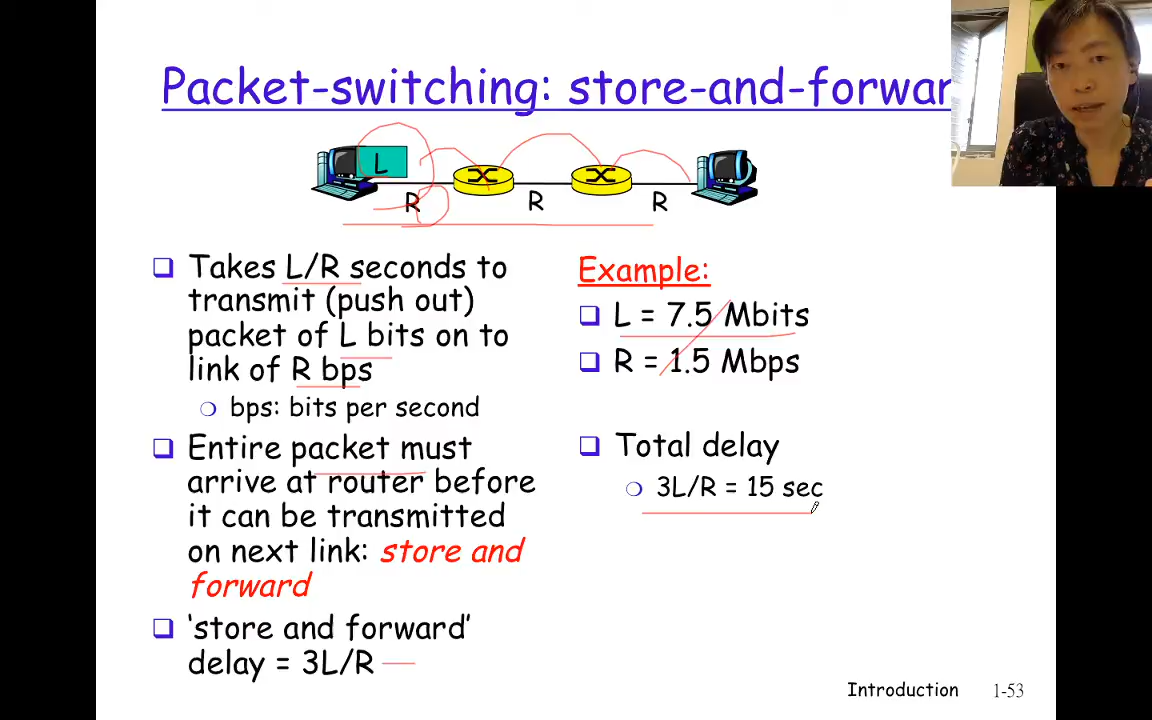 Packet-switching: store-and-forwar
L
R
R
R
Takes L/R seconds to
transmit (push out)
packet of L bits on to
link of R bps
bps: bits per second
Entire packet must
arrive at router before
it can be transmitted
on next link: store and
forward
‘store and forward’
delay = 3L/R
Example:
L = 7.5 Mbits
R = 1.5 Mbps
Total delay
3L/R = 15 sec
Introduction
1-53